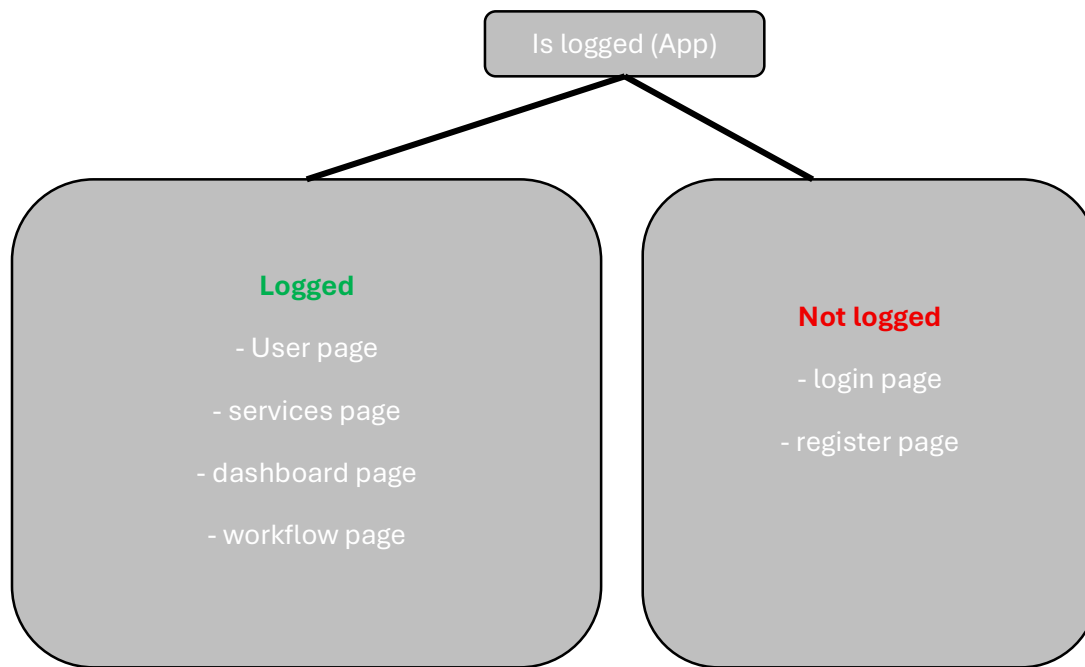 Is logged (App)
Logged
- User page
- services page
- dashboard page
- workflow page
Not logged
- login page
- register page